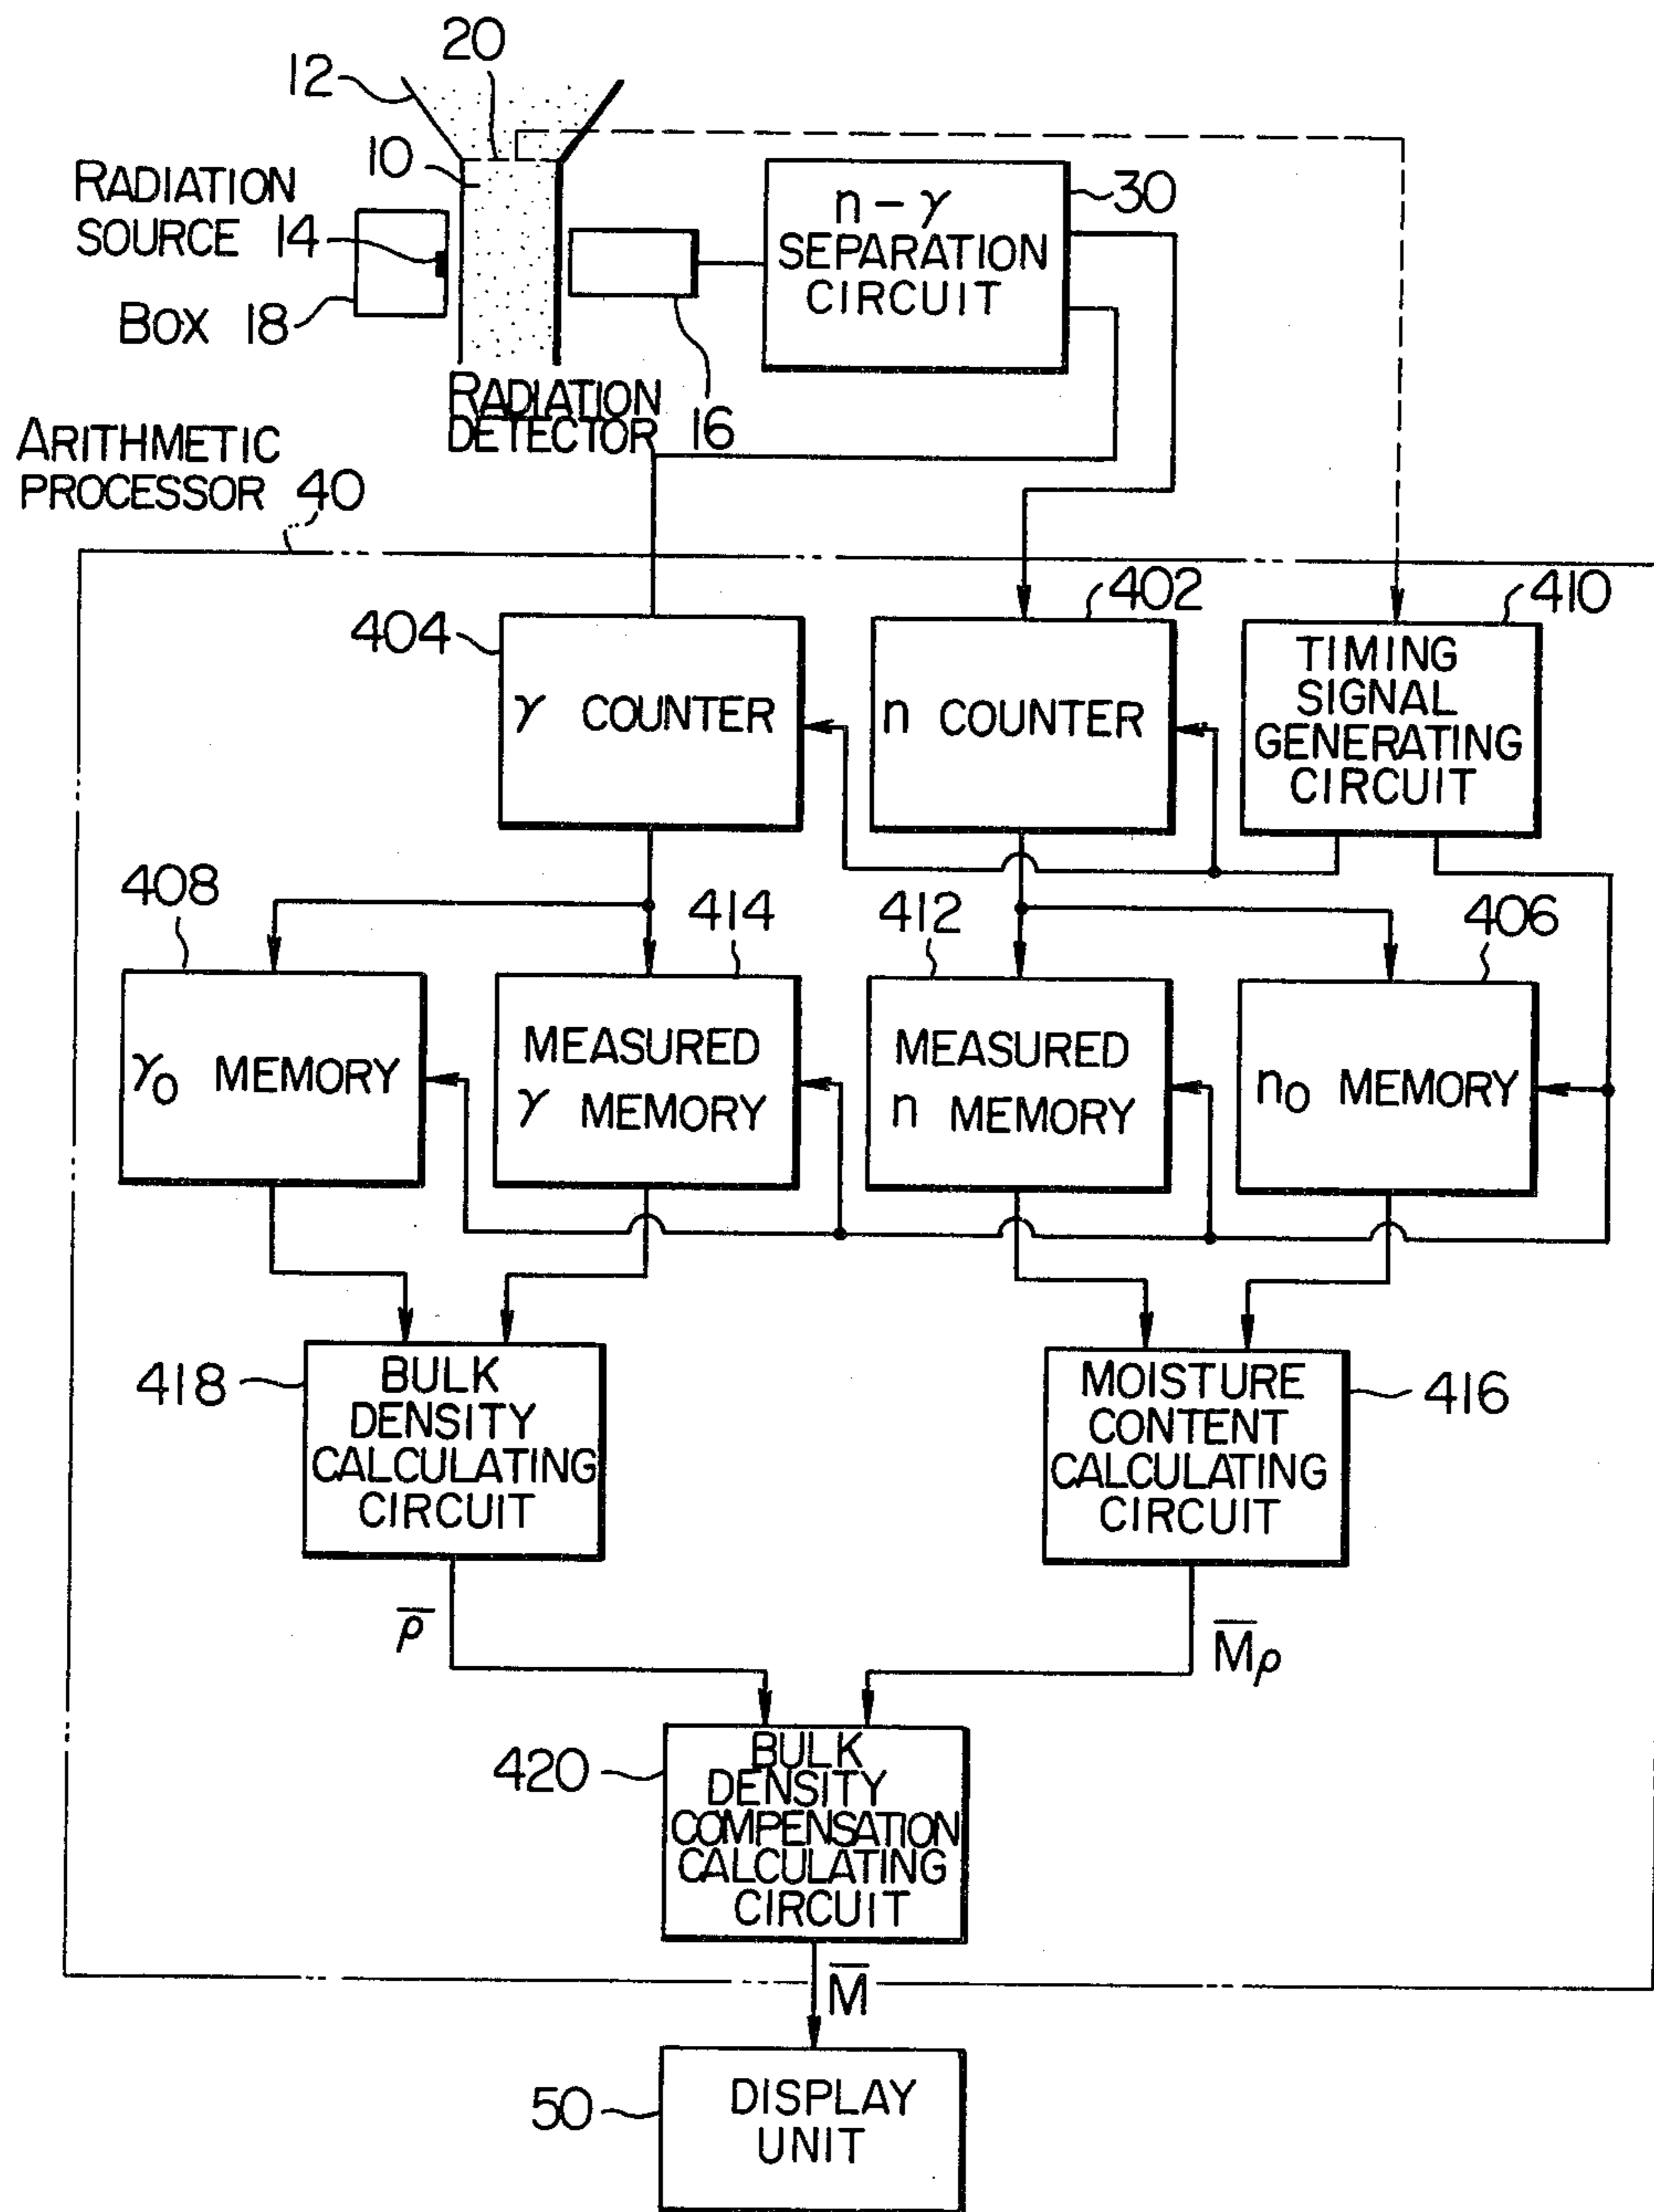 20
12
10
RADIATION
SOURCE 14
BOX 18
n-γ
SEPARATION
CIRCUIT
30
RADIATION
DETECTOR
16
ARITHMETIC
PROCESSOR 40
404
γ COUNTER
402
n COUNTER
410
TIMING
SIGNAL
GENERATING
CIRCUIT
408
γ0 MEMORY
414
MEASURED
γ MEMORY
412
MEASURED
n MEMORY
406
n0 MEMORY
418
BULK
DENSITY
CALCULATING
CIRCUIT
MOISTURE
CONTENT
CALCULATING
CIRCUIT
416
ρ̅
M̅ρ
420
BULK
DENSITY
COMPENSATION
CALCULATING
CIRCUIT
M̅
50
DISPLAY
UNIT